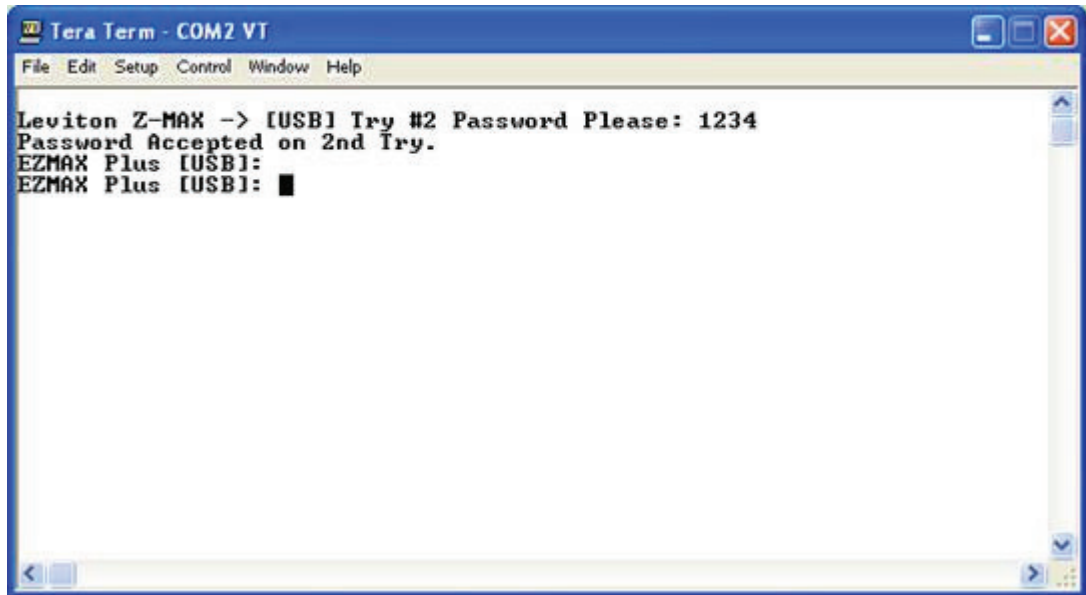 Tera Term - COM2 VT
File Edit Setup Control Window Help
Leviton Z-MAX -> [USB] Try #2 Password Please: 1234
Password Accepted on 2nd Try.
EZMAX Plus [USB]:
EZMAX Plus [USB]: